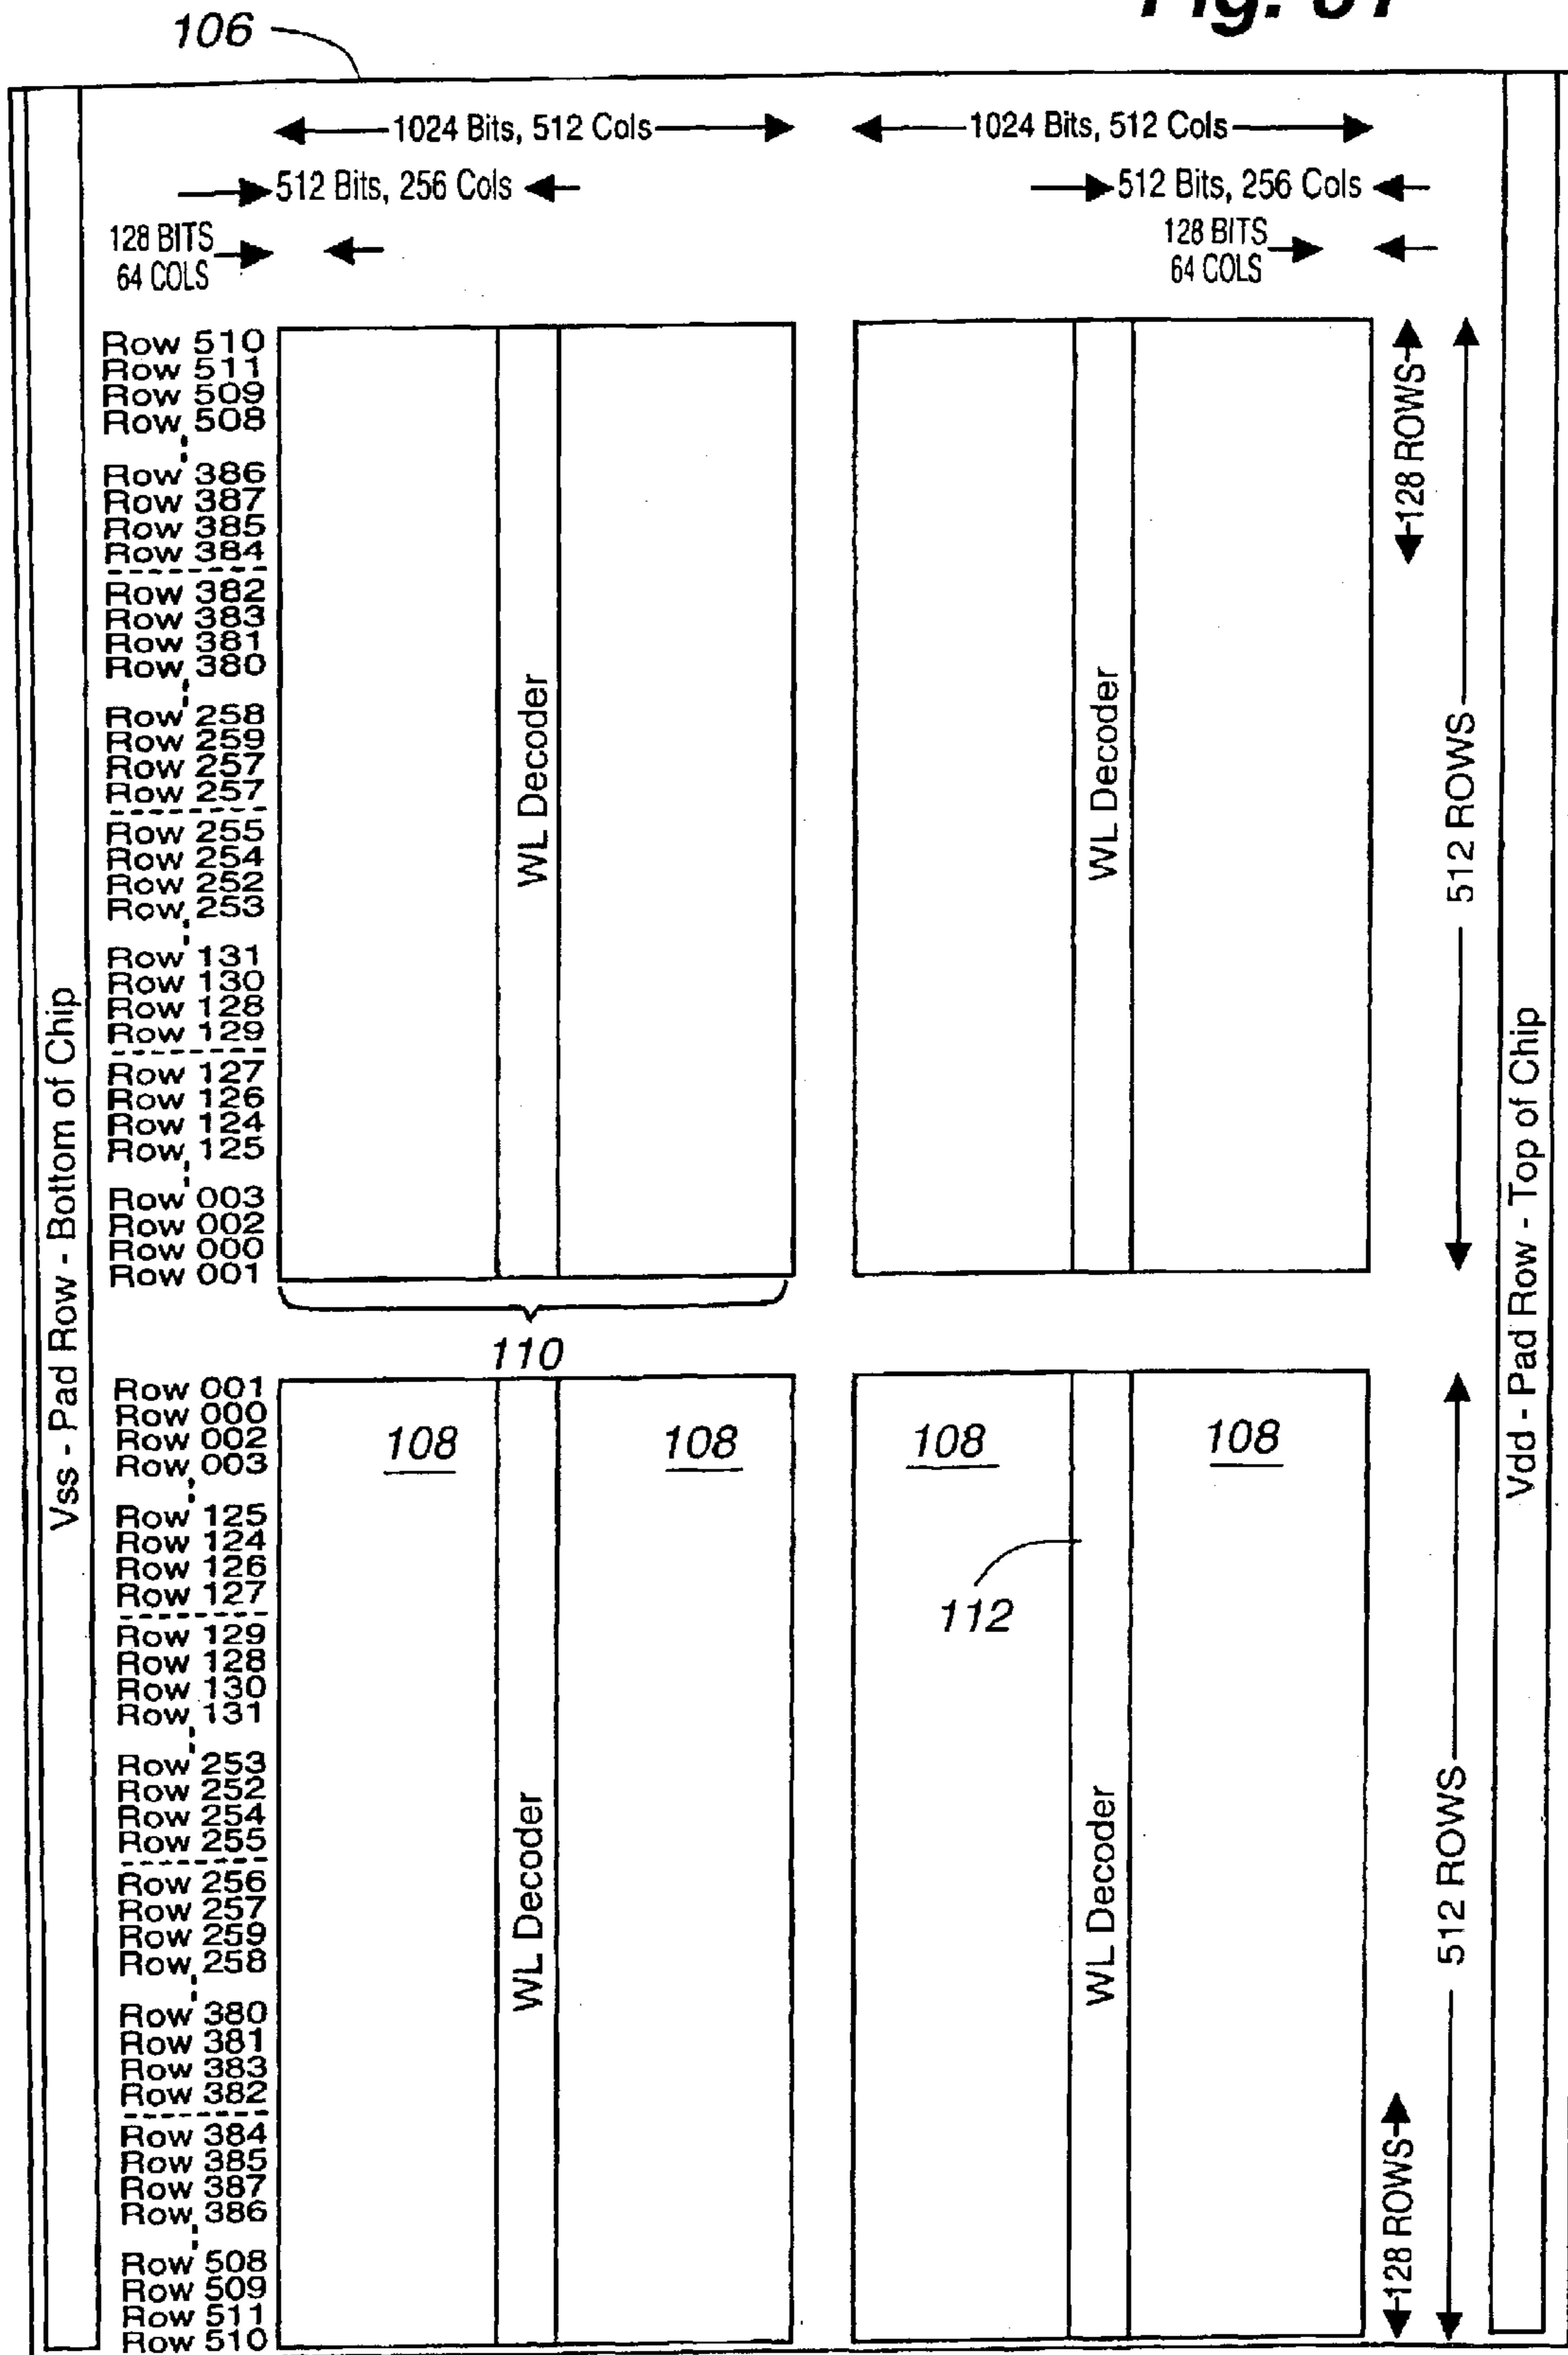 106
1024 Bits, 512 Cols
1024 Bits, 512 Cols
512 Bits, 256 Cols
512 Bits, 256 Cols
128 BITS
64 COLS
128 BITS
64 COLS
Row 510
Row 511
Row 509
Row 508
Row 386
Row 387
Row 385
Row 384
Row 382
Row 383
Row 381
Row 380
Row 258
Row 259
Row 257
Row 257
Row 255
Row 254
Row 252
Row 253
Row 131
Row 130
Row 128
Row 129
Row 127
Row 126
Row 124
Row 125
Row 003
Row 002
Row 000
Row 001
WL Decoder
WL Decoder
128 ROWS
512 ROWS
Vss - Pad Row - Bottom of Chip
Vdd - Pad Row - Top of Chip
110
Row 001
Row 000
Row 002
Row 003
Row 125
Row 124
Row 126
Row 127
Row 129
Row 128
Row 130
Row 131
Row 253
Row 252
Row 254
Row 255
Row 256
Row 257
Row 259
Row 258
Row 380
Row 381
Row 383
Row 382
Row 384
Row 385
Row 387
Row 386
Row 508
Row 509
Row 511
Row 510
108
108
108
108
112
WL Decoder
WL Decoder
128 ROWS
512 ROWS